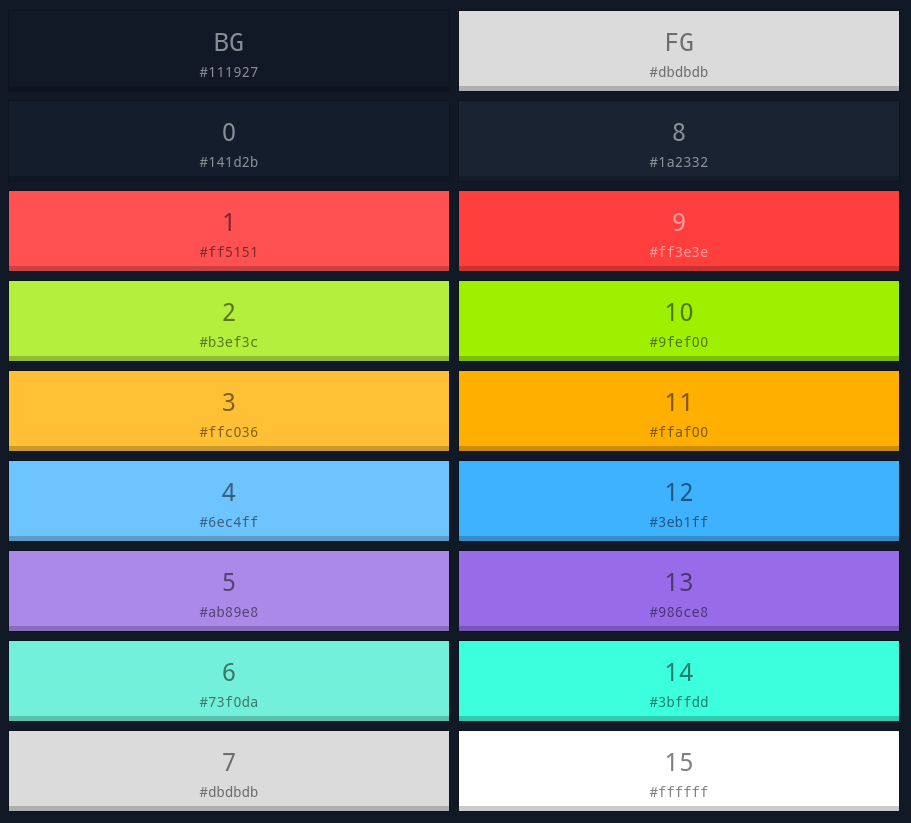 BG
#111927
FG
#dbdbdb
0
#141d2b
8
#1a2332
1
#ff5151
9
#ff3e3e
2
#b3ef3c
10
#9fef00
3
#ffc036
11
#ffaf00
4
#6ec4ff
12
#3eb1ff
5
#ab89e8
13
#986ce8
6
#73f0da
14
#3bffdd
7
#dbdbdb
15
#ffffff